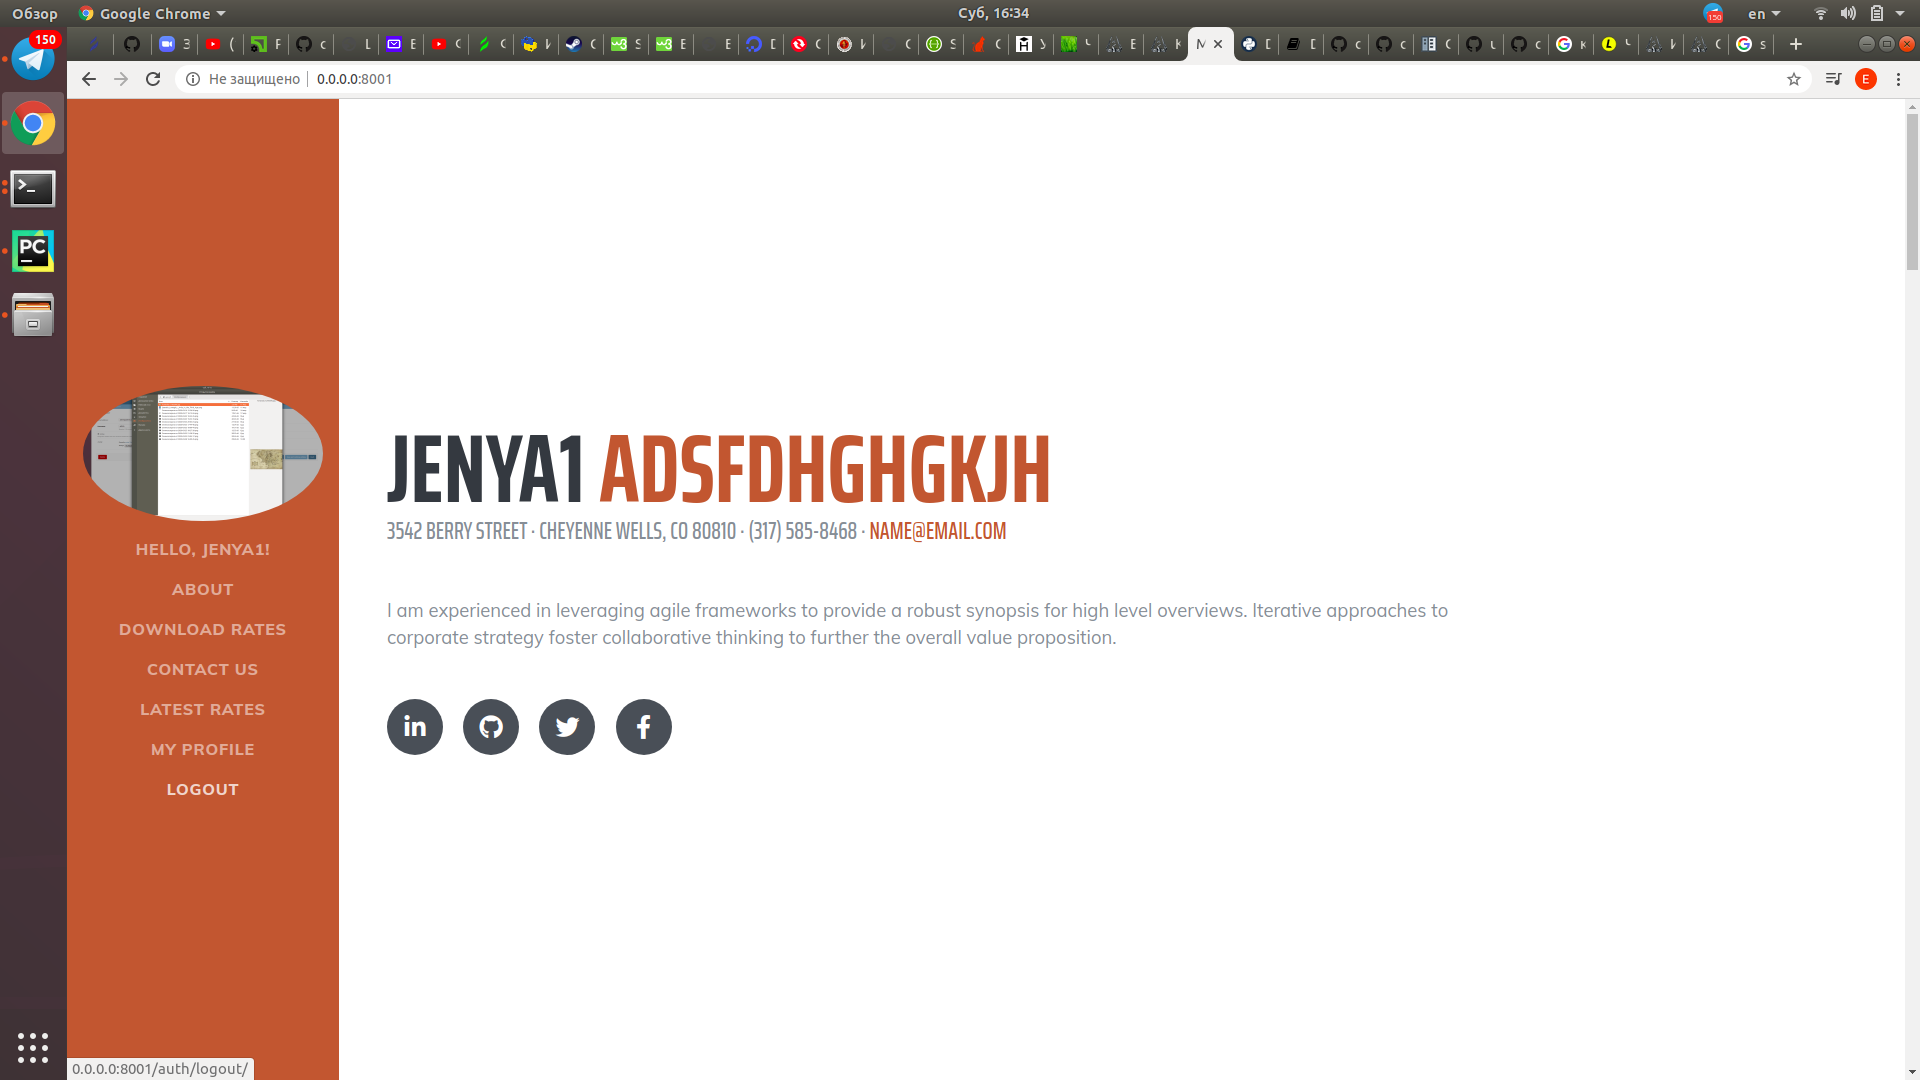 Обзор
Google Chrome
Суб, 16:34
150
en
150
Не защищено
0.0.0.0:8001
E
PC
HELLO, JENYA1!
ABOUT
DOWNLOAD RATES
CONTACT US
LATEST RATES
MY PROFILE
LOGOUT
JENYA1 ADSFDHGHGKJH
3542 BERRY STREET · CHEYENNE WELLS, CO 80810 · (317) 585-8468 · NAME@EMAIL.COM
I am experienced in leveraging agile frameworks to provide a robust synopsis for high level overviews. Iterative approaches to
corporate strategy foster collaborative thinking to further the overall value proposition.
0.0.0.0:8001/auth/logout/